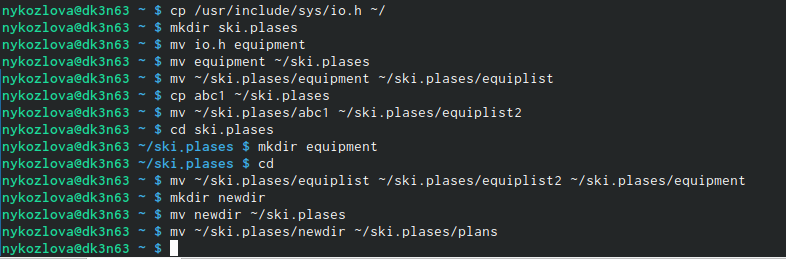 nykozlova@dk3n63 ~ $ cp /usr/include/sys/io.h ~/
nykozlova@dk3n63 ~ $ mkdir ski.plases
nykozlova@dk3n63 ~ $ mv io.h equipment
nykozlova@dk3n63 ~ $ mv equipment ~/ski.plases
nykozlova@dk3n63 ~ $ mv ~/ski.plases/equipment ~/ski.plases/equiplist
nykozlova@dk3n63 ~ $ cp abc1 ~/ski.plases
nykozlova@dk3n63 ~ $ mv ~/ski.plases/abc1 ~/ski.plases/equiplist2
nykozlova@dk3n63 ~ $ cd ski.plases
nykozlova@dk3n63 ~/ski.plases $ mkdir equipment
nykozlova@dk3n63 ~/ski.plases $ cd
nykozlova@dk3n63 ~ $ mv ~/ski.plases/equiplist ~/ski.plases/equiplist2 ~/ski.plases/equipment
nykozlova@dk3n63 ~ $ mkdir newdir
nykozlova@dk3n63 ~ $ mv newdir ~/ski.plases
nykozlova@dk3n63 ~ $ mv ~/ski.plases/newdir ~/ski.plases/plans
nykozlova@dk3n63 ~ $